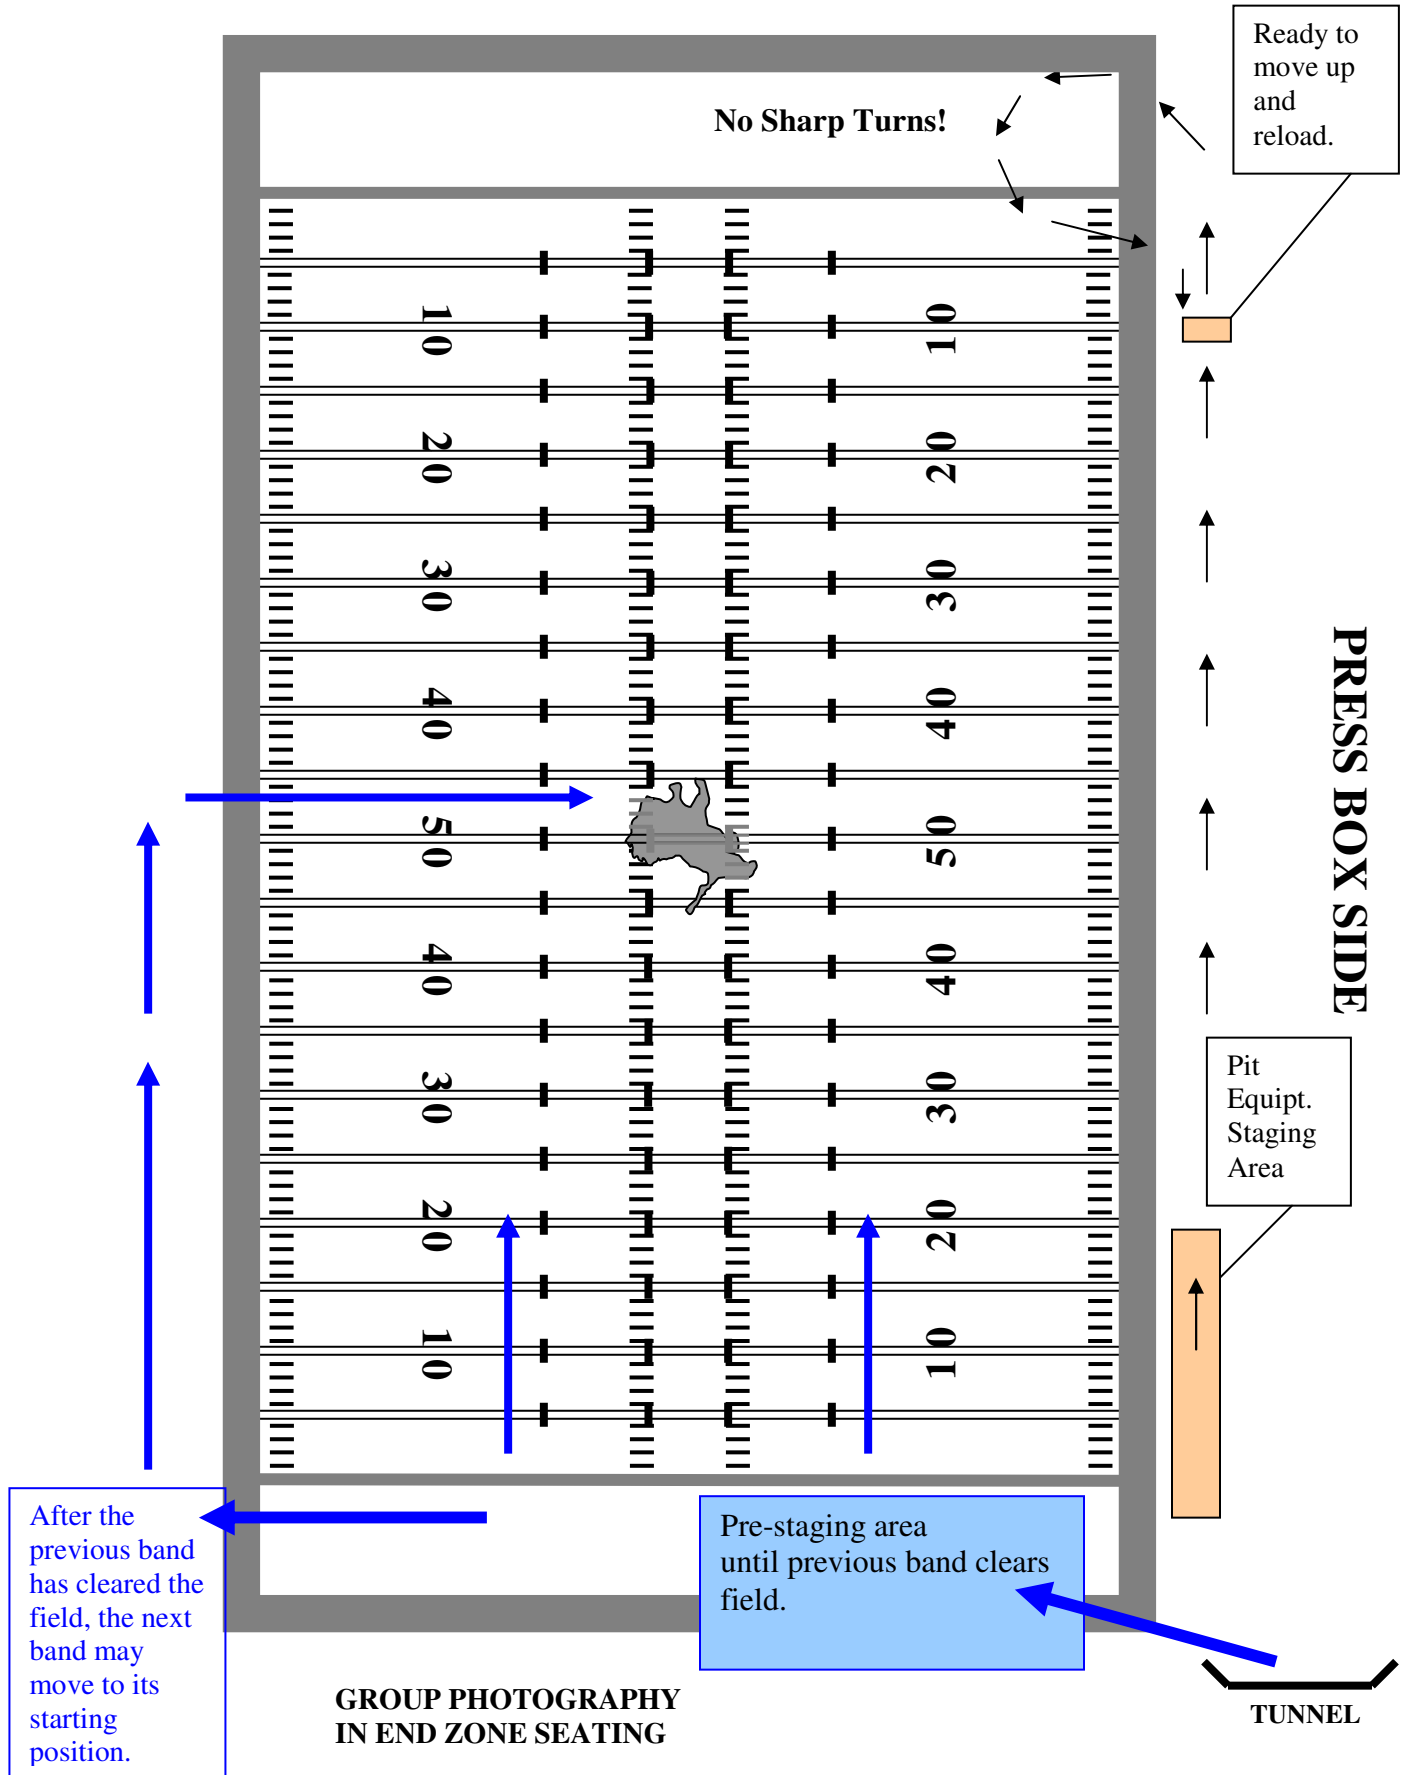 Ready to
move up
and
reload.
No Sharp Turns!
10
10
20
20
30
30
40
40
50
50
40
40
30
30
20
20
10
10
PRESS BOX SIDE
Pit
Equipt.
Staging
Area
After the
previous band
has cleared the
field, the next
band may
move to its
starting
position.
Pre-staging area
until previous band clears
field.
GROUP PHOTOGRAPHY
IN END ZONE SEATING
TUNNEL